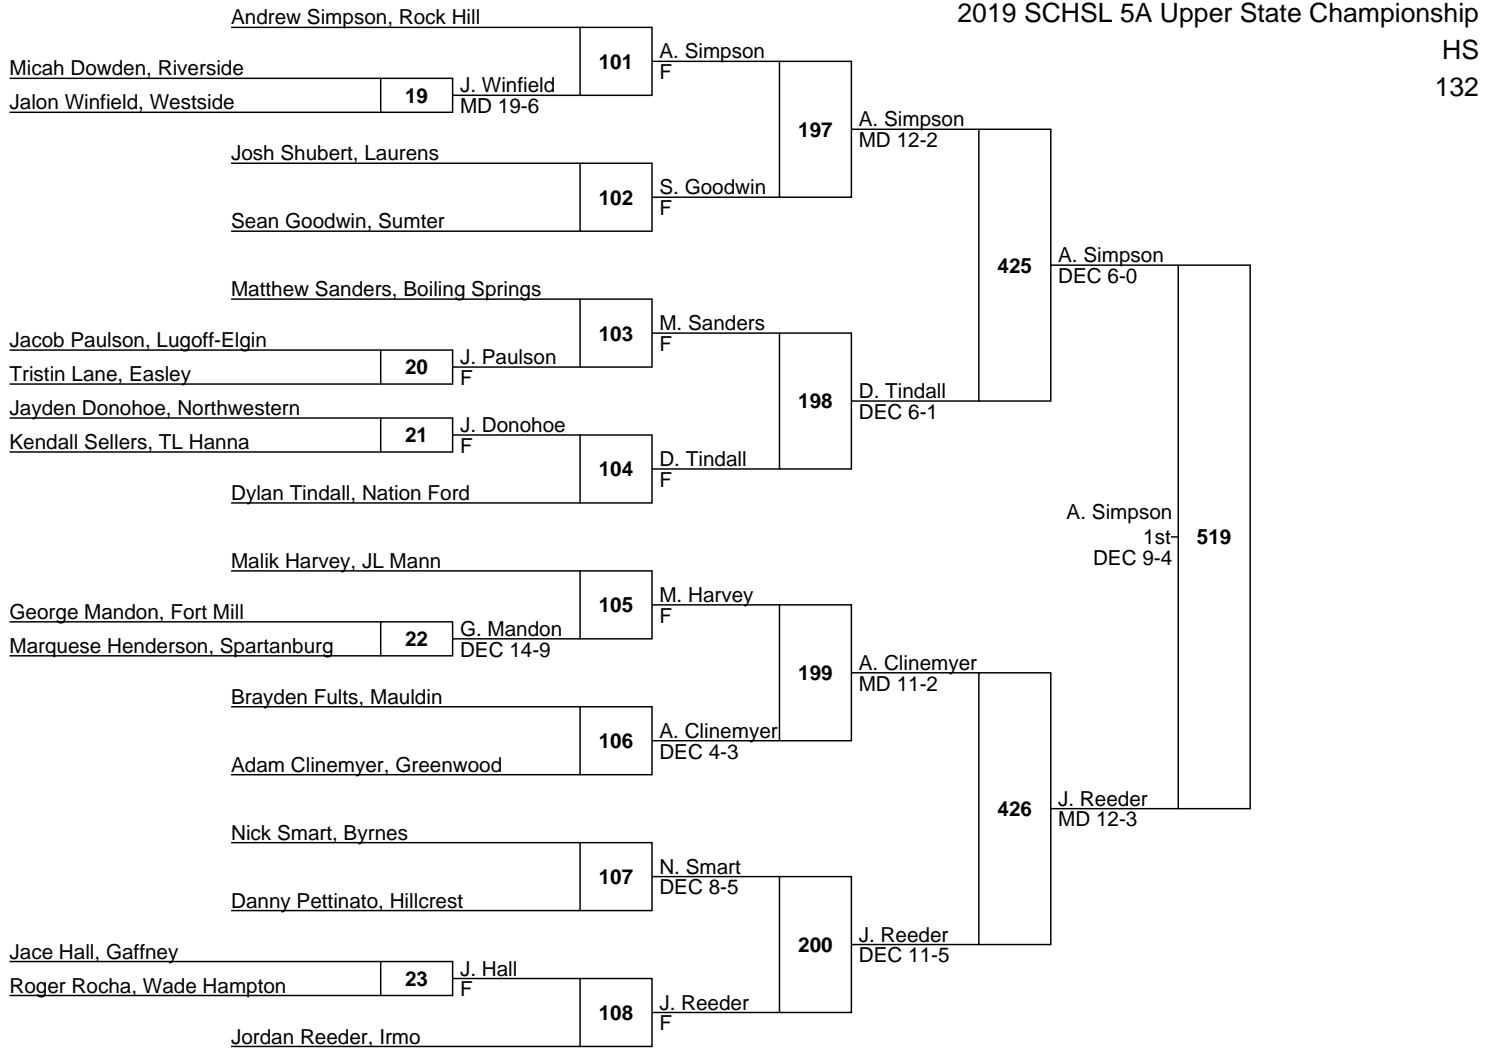 2019 SCHSL 5A Upper State Championship
HS
132
Andrew Simpson, Rock Hill
101
A. Simpson
F
Micah Dowden, Riverside
Jalon Winfield, Westside
19
J. Winfield
MD 19-6
197
A. Simpson
MD 12-2
Josh Shubert, Laurens
102
S. Goodwin
F
Sean Goodwin, Sumter
425
A. Simpson
DEC 6-0
Matthew Sanders, Boiling Springs
103
M. Sanders
F
Jacob Paulson, Lugoff-Elgin
Tristin Lane, Easley
20
J. Paulson
F
198
D. Tindall
DEC 6-1
Jayden Donohoe, Northwestern
Kendall Sellers, TL Hanna
21
J. Donohoe
F
104
D. Tindall
F
Dylan Tindall, Nation Ford
A. Simpson
1st
DEC 9-4
519
Malik Harvey, JL Mann
105
M. Harvey
F
George Mandon, Fort Mill
Marquese Henderson, Spartanburg
22
G. Mandon
DEC 14-9
199
A. Clinemyer
MD 11-2
Brayden Fults, Mauldin
106
A. Clinemyer
DEC 4-3
Adam Clinemyer, Greenwood
426
J. Reeder
MD 12-3
Nick Smart, Byrnes
107
N. Smart
DEC 8-5
Danny Pettinato, Hillcrest
200
J. Reeder
DEC 11-5
Jace Hall, Gaffney
Roger Rocha, Wade Hampton
23
J. Hall
F
108
J. Reeder
F
Jordan Reeder, Irmo